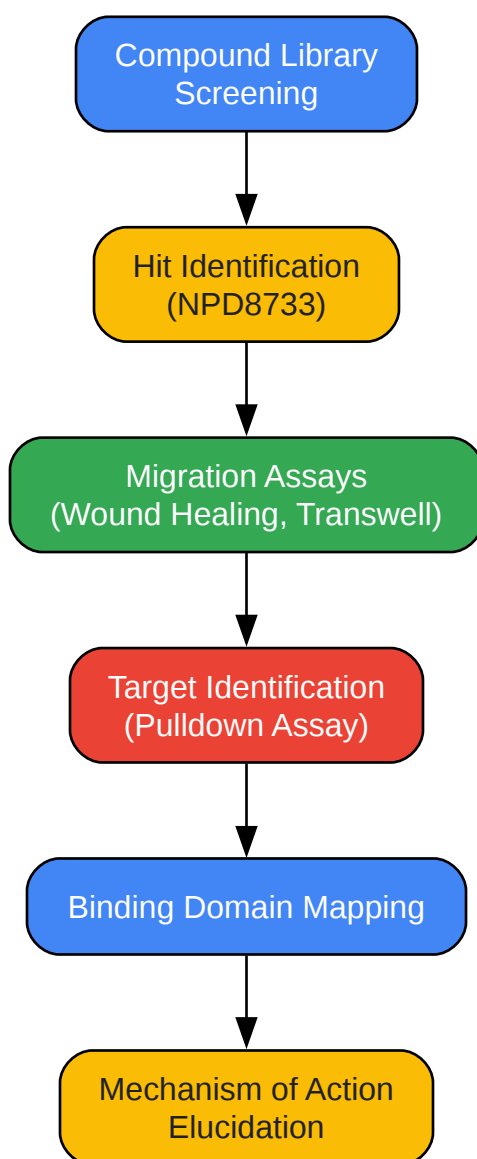 Compound Library
Screening
Hit Identification
(NPD8733)
Migration Assays
(Wound Healing, Transwell)
Target Identification
(Pulldown Assay)
Binding Domain Mapping
Mechanism of Action
Elucidation